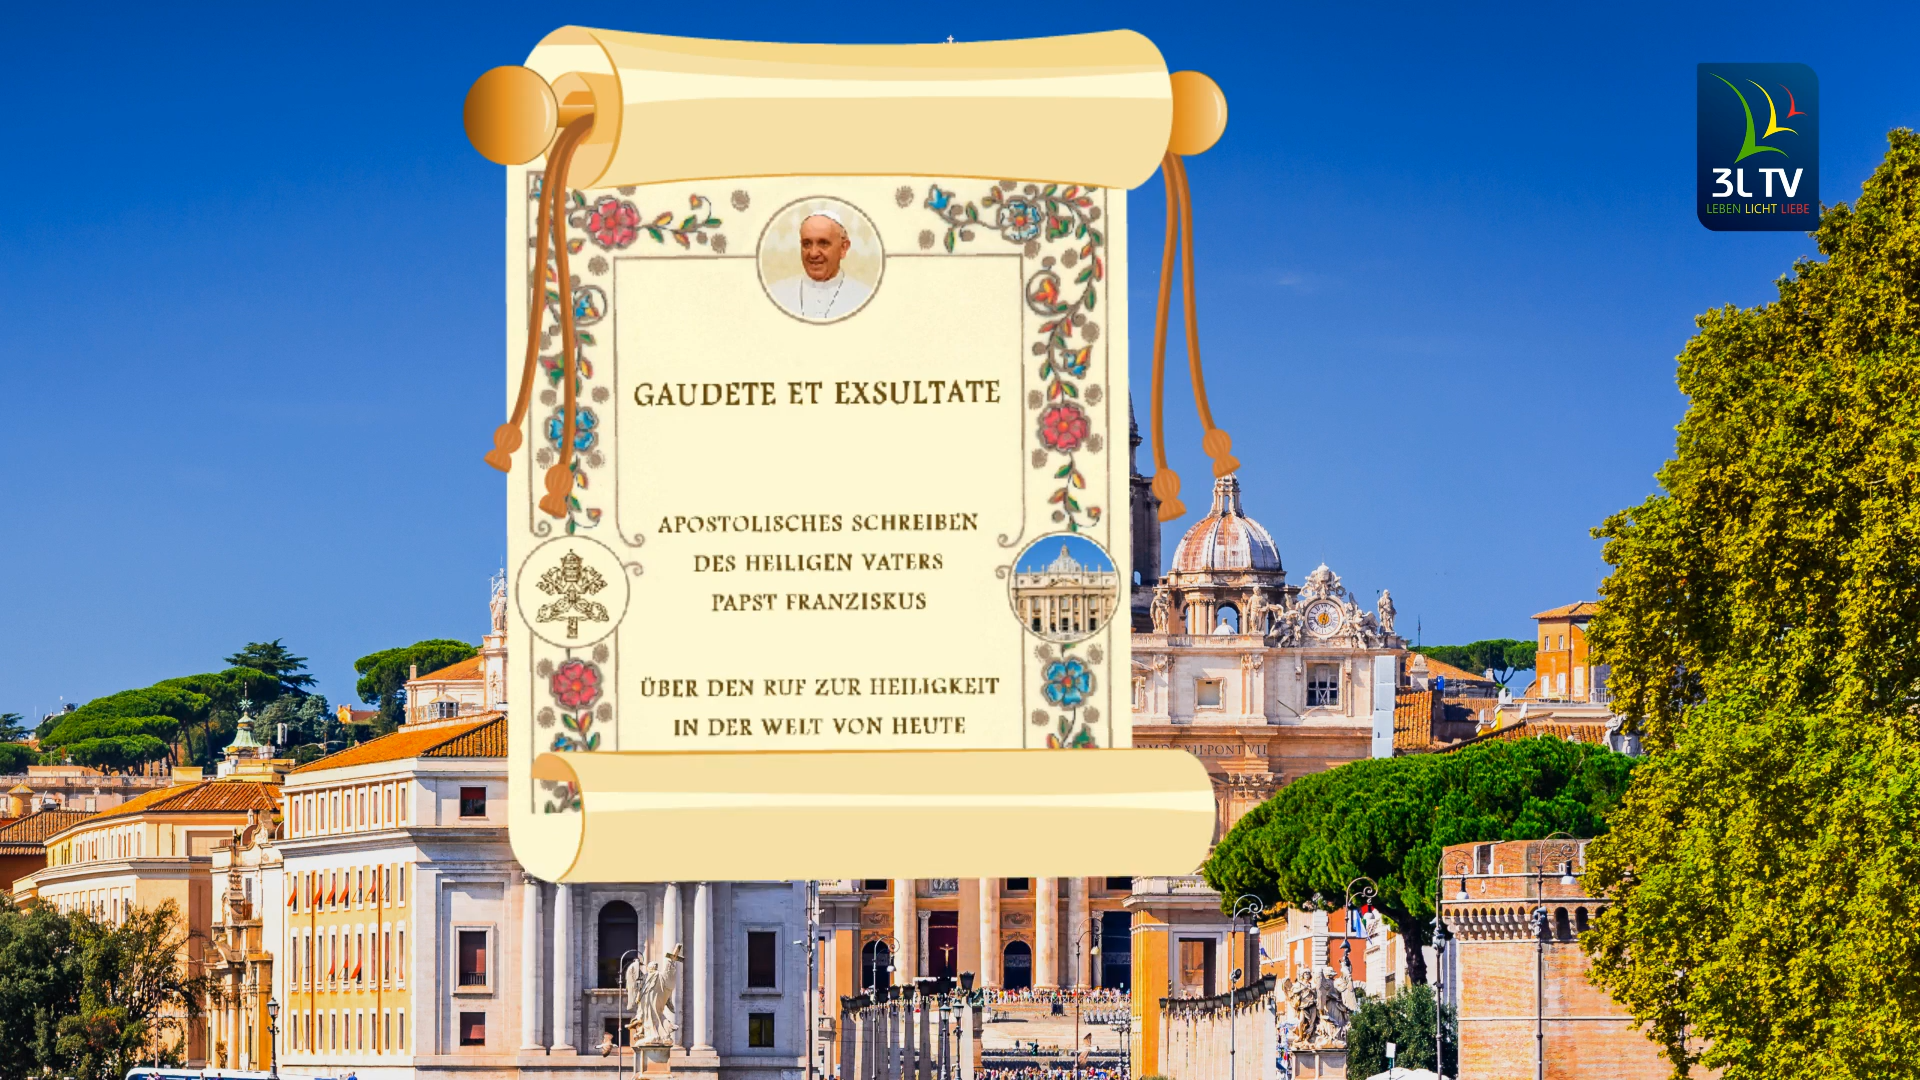 3L TV
LEBEN LICHT LIEBE
GAUDETE ET EXSULTATE
APOSTOLISCHES SCHREIBEN
DES HEILIGEN VATERS
PAPST FRANZISKUS
ÜBER DEN RUF ZUR HEILIGKEIT
IN DER WELT VON HEUTE